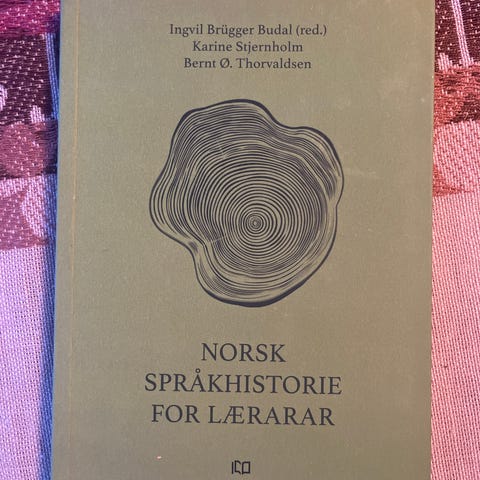 Ingvil Brügger Budal (red.)
Karine Stjernholm
Bernt Ø. Thorvaldsen
NORSK
SPRÅKHISTORIE
FOR LÆRARAR